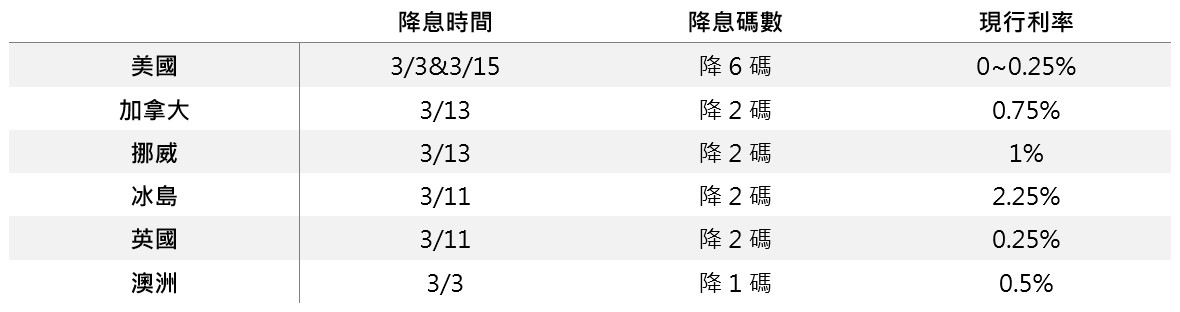 降息時間 降息碼數 現行利率
美國 3/3&3/15 降 6 碼 0~0.25%
加拿大 3/13 降 2 碼 0.75%
挪威 3/13 降 2 碼 1%
冰島 3/11 降 2 碼 2.25%
英國 3/11 降 2 碼 0.25%
澳洲 3/3 降 1 碼 0.5%